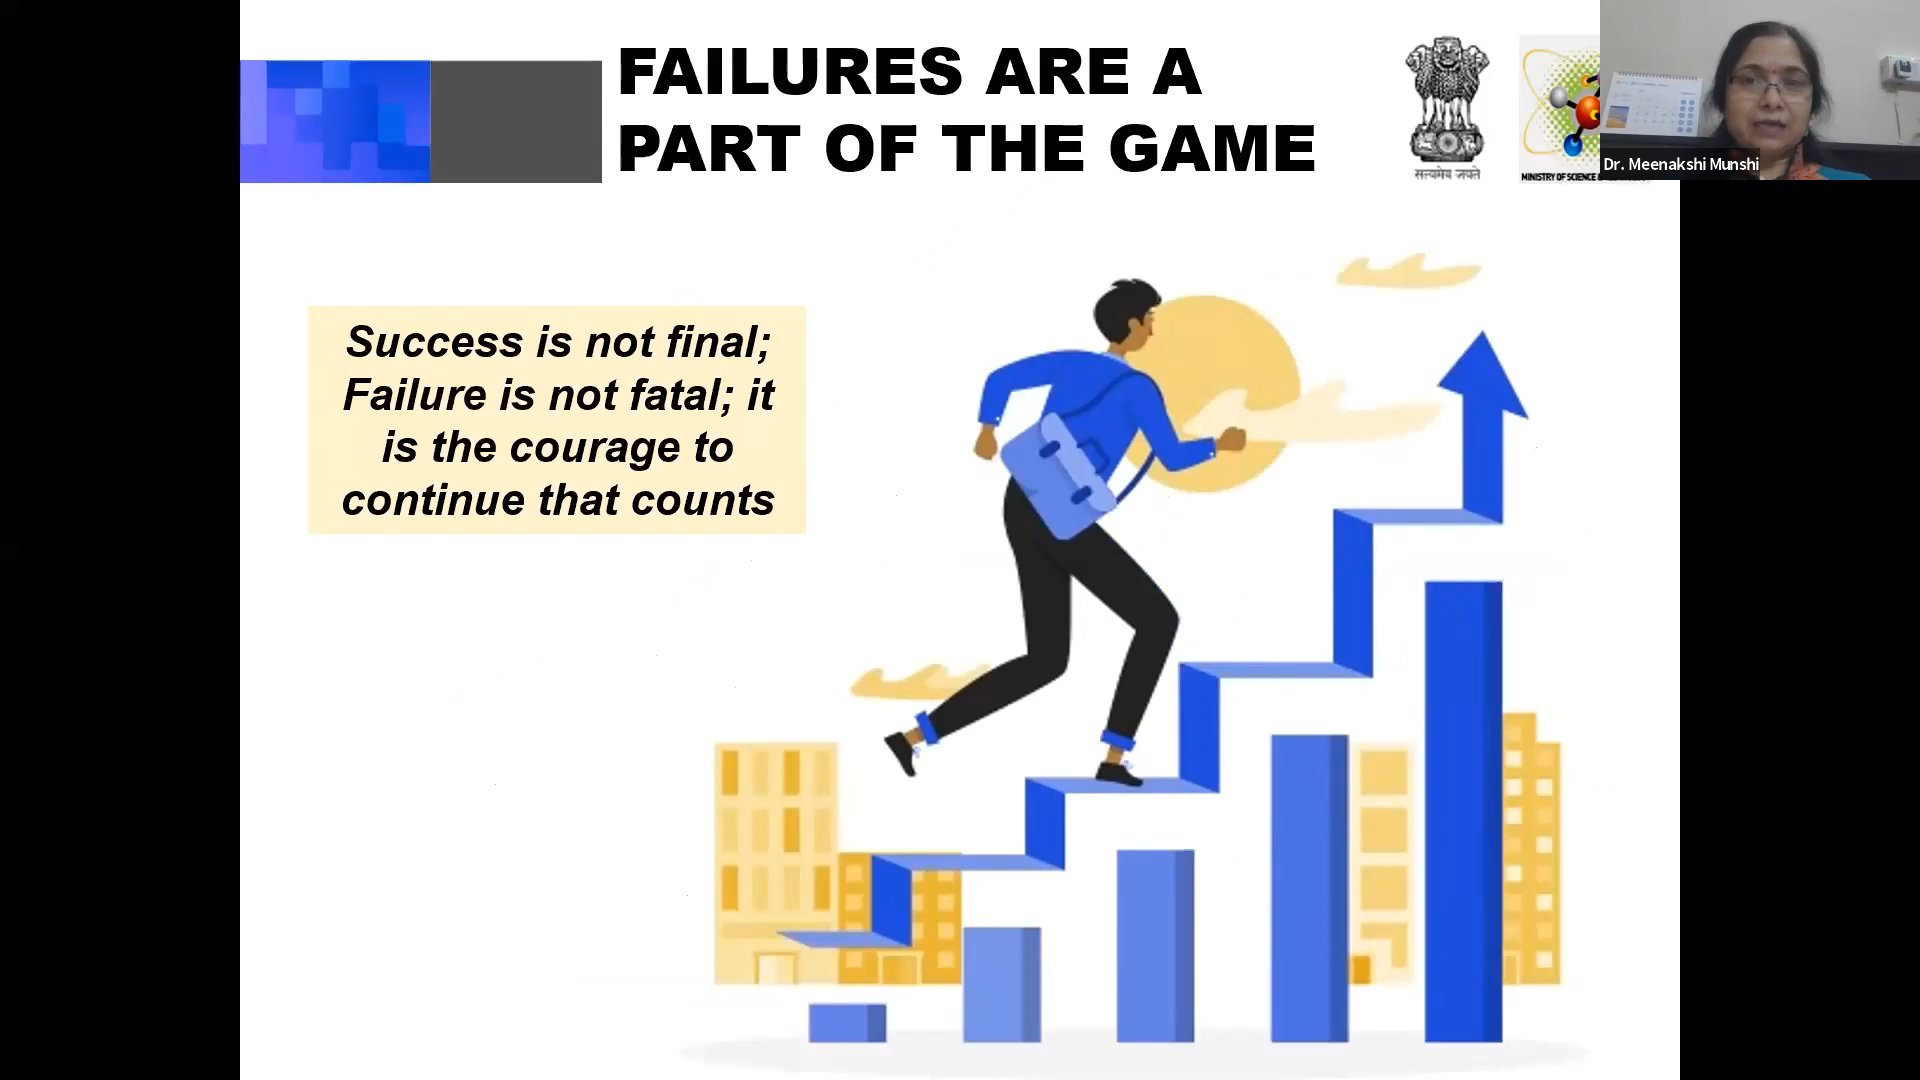 FAILURES ARE A
PART OF THE GAME
सत्यमेव जयते
MINISTRY OF SCIENCE
Dr. Meenakshi Munshi
Success is not final;
Failure is not fatal; it
is the courage to
continue that counts